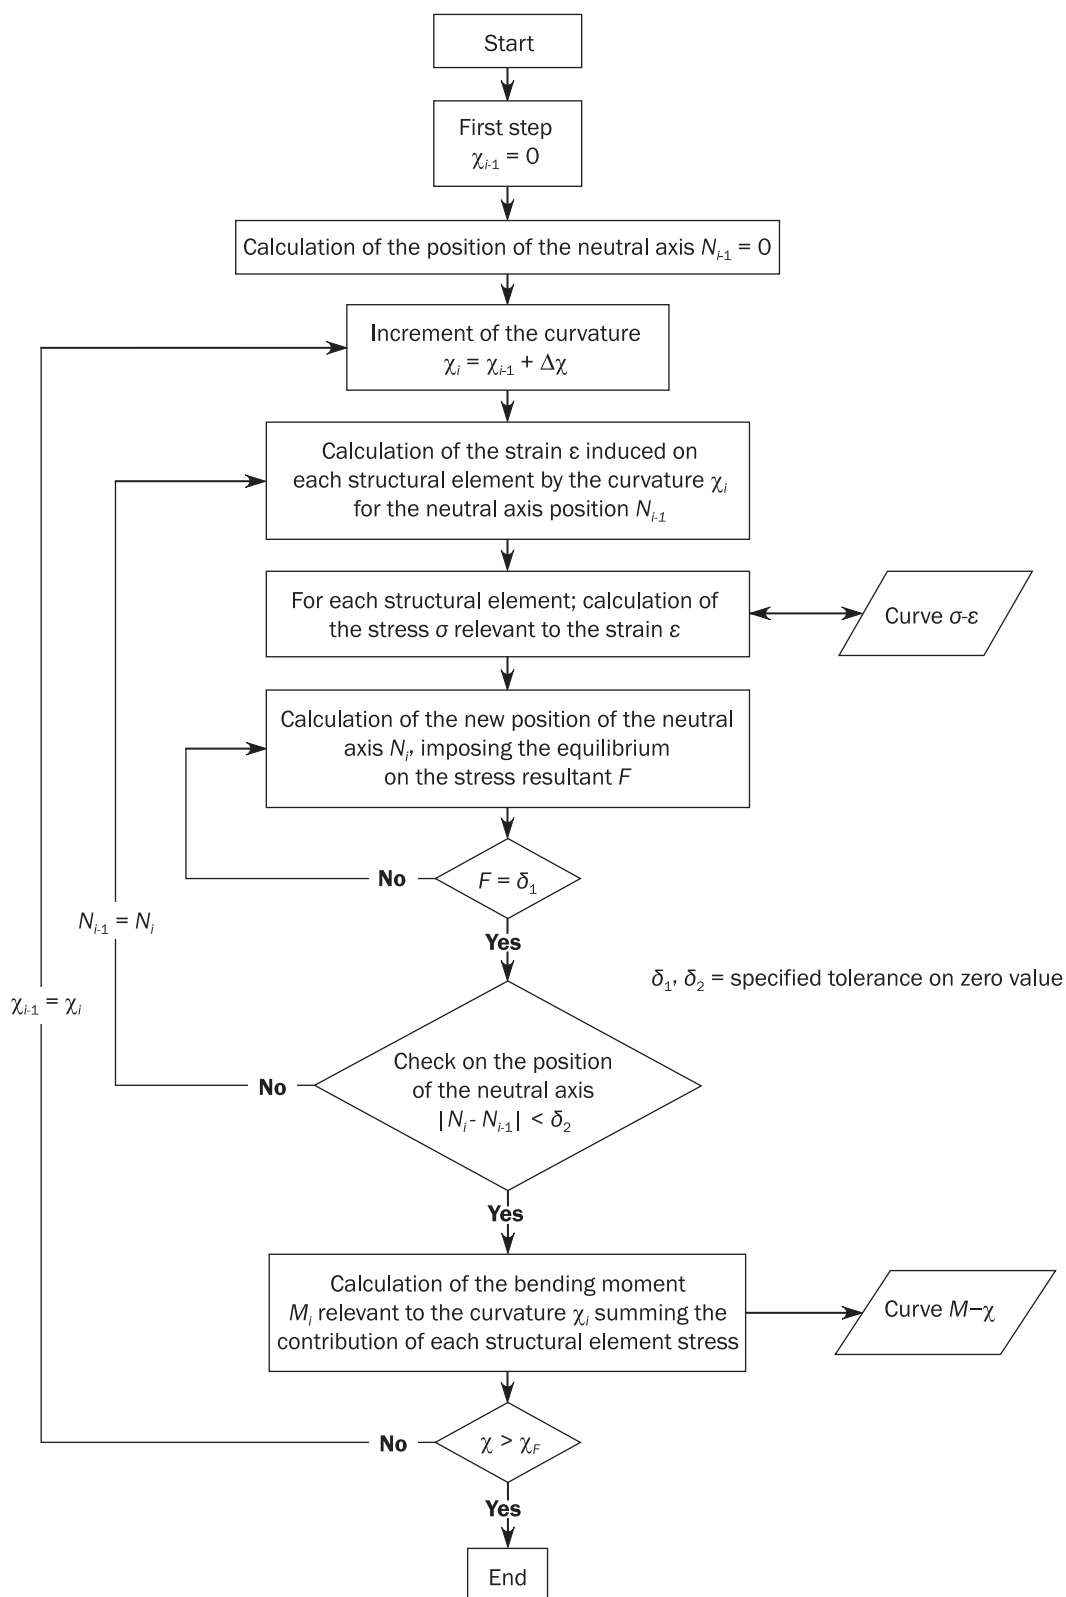 Start
First step
χᵢ₋₁ = 0
Calculation of the position of the neutral axis Nᵢ₋₁ = 0
Increment of the curvature
χᵢ = χᵢ₋₁ + Δχ
Calculation of the strain ε induced on
each structural element by the curvature χᵢ
for the neutral axis position Nᵢ₋₁
For each structural element; calculation of
the stress σ relevant to the strain ε
Curve σ-ε
Calculation of the new position of the neutral
axis Nᵢ, imposing the equilibrium
on the stress resultant F
No
F = δ₁
Nᵢ₋₁ = Nᵢ
Yes
δ₁, δ₂ = specified tolerance on zero value
χᵢ₋₁ = χᵢ
Check on the position
of the neutral axis
|Nᵢ - Nᵢ₋₁| < δ₂
No
Yes
Calculation of the bending moment
Mᵢ relevant to the curvature χᵢ summing the
contribution of each structural element stress
Curve M–χ
No
χ > χ_F
Yes
End